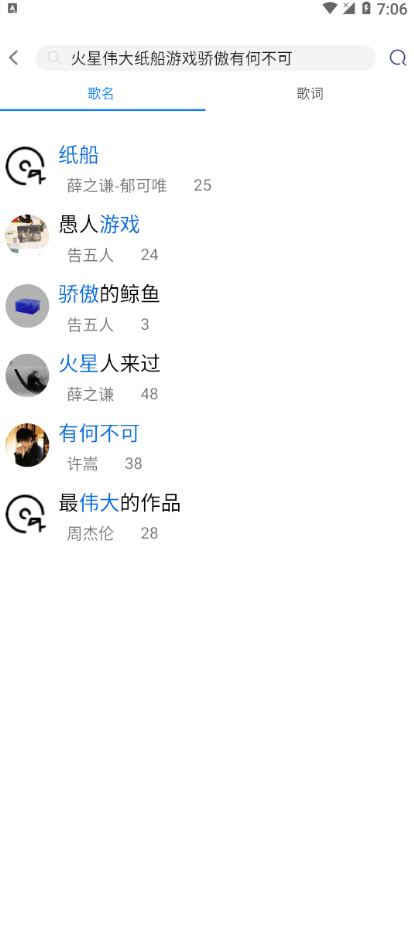 7:06
火星伟大纸船游戏骄傲有何不可
歌名 歌词
纸船
薛之谦-郁可唯 25
愚人游戏
告五人 24
骄傲的鲸鱼
告五人 3
火星人来过
薛之谦 48
有何不可
许嵩 38
最伟大的作品
周杰伦 28